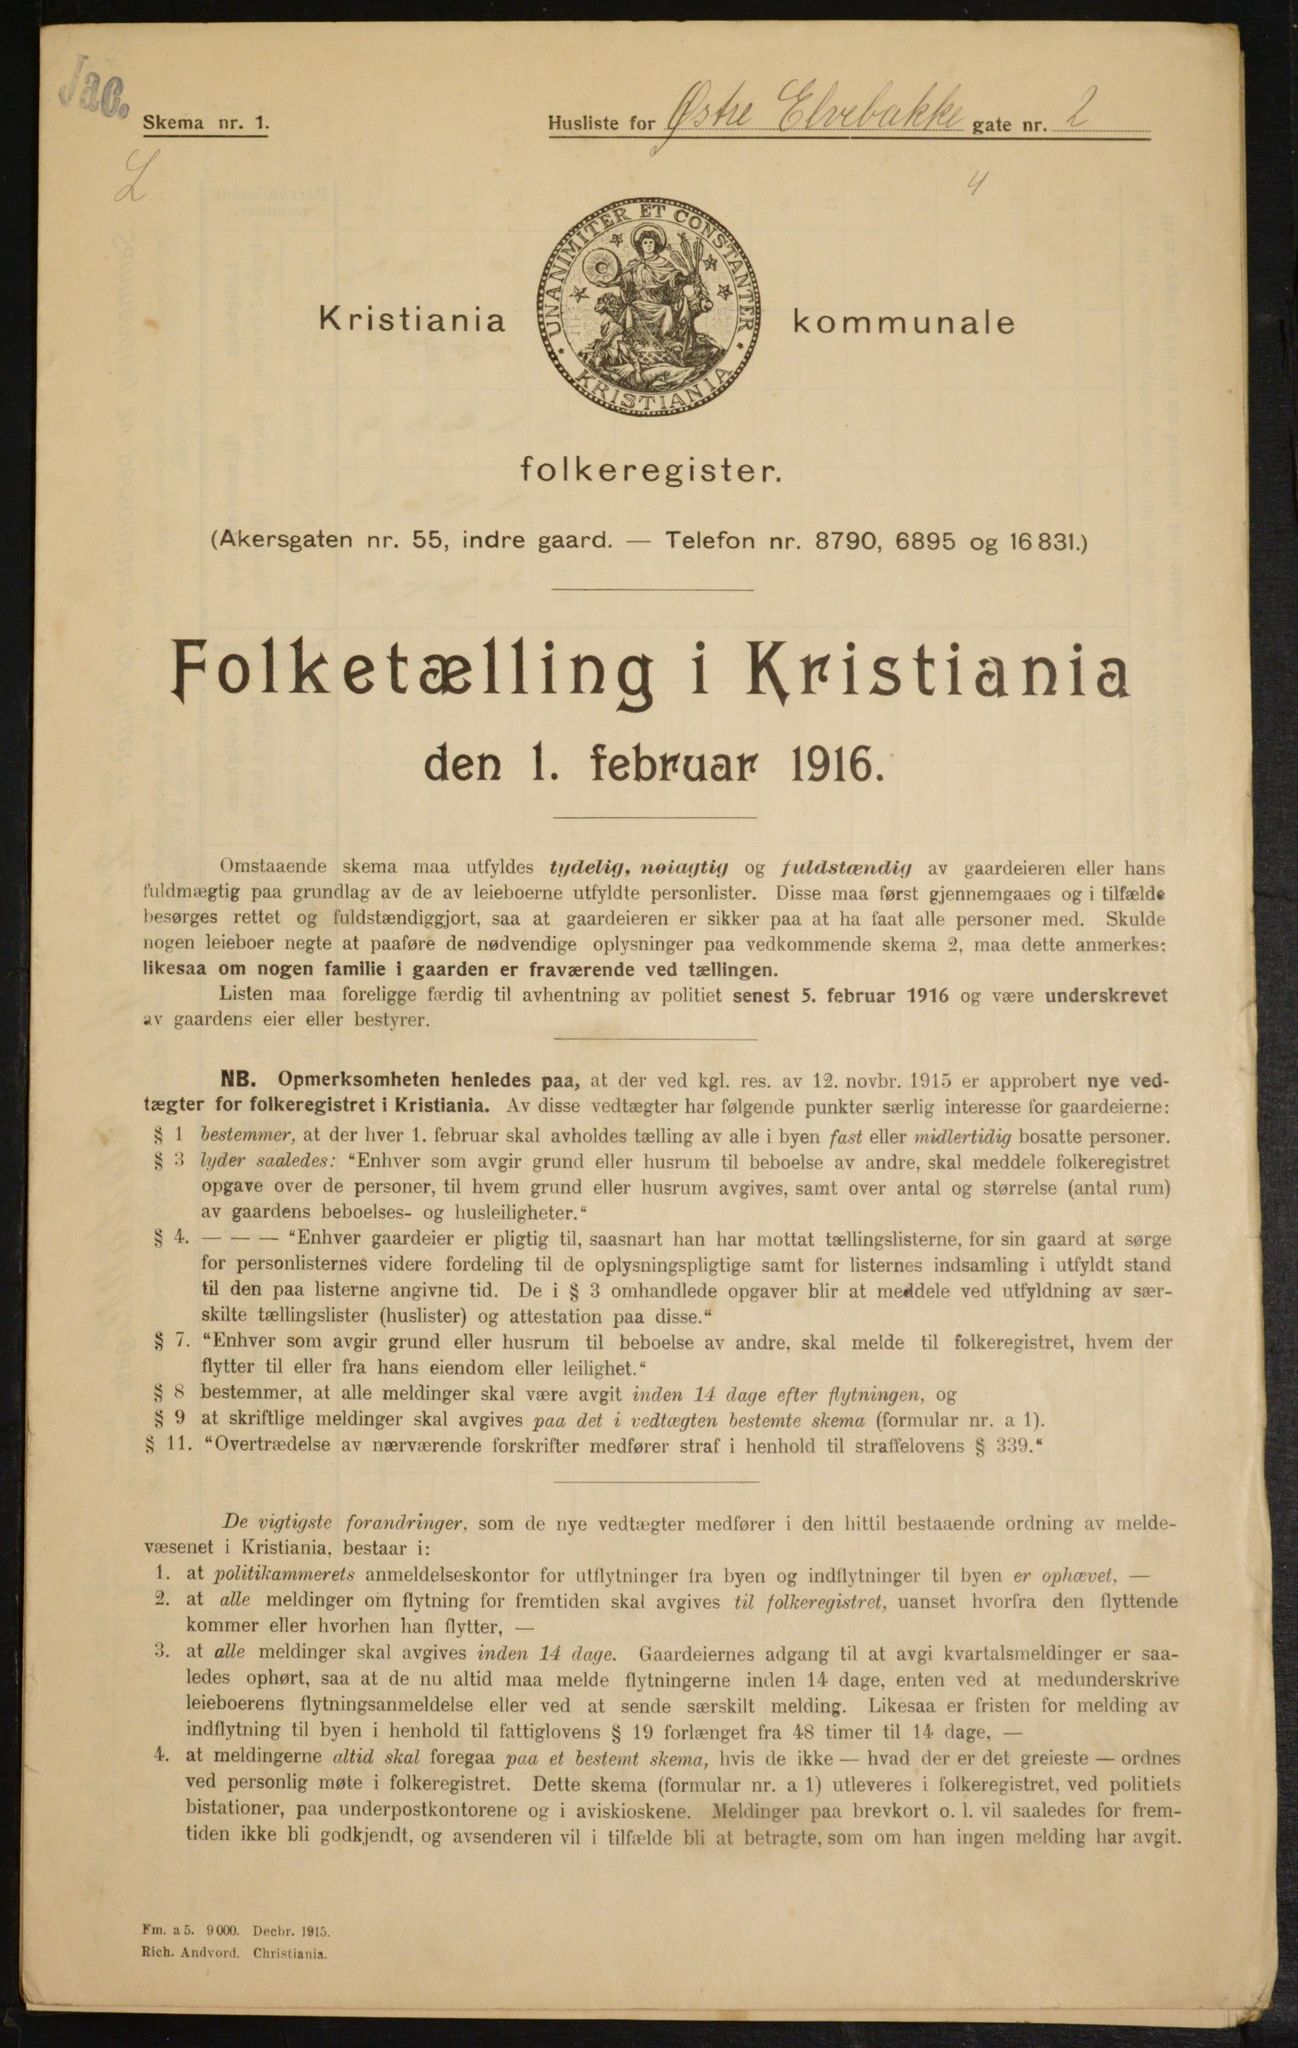 Jac.
Skema nr. 1.
Husliste for Østre Elvebakke gate nr. 2
L
4
UNANIMITER ET CONSTANTER
KRISTIANIA
Kristiania kommunale
folkeregister.
(Akersgaten nr. 55, indre gaard. — Telefon nr. 8790, 6895 og 16 831.)
Folketælling i Kristiania
den 1. februar 1916.
Omstaaende skema maa utfyldes tydelig, nøiagtig og fuldstændig av gaardeieren eller hans
fuldmægtig paa grundlag av de av leieboerne utfyldte personlister. Disse maa først gjennemgaaes og i tilfælde
besørges rettet og fuldstændiggjort, saa at gaardeieren er sikker paa at ha faat alle personer med. Skulde
nogen leieboer negte at paaføre de nødvendige oplysninger paa vedkommende skema 2, maa dette anmerkes;
likesaa om nogen familie i gaarden er fraværende ved tællingen.
Listen maa foreligge færdig til avhentning av politiet senest 5. februar 1916 og være underskrevet
av gaardens eier eller bestyrer.
NB. Opmerksomheten henledes paa, at der ved kgl. res. av 12. novbr. 1915 er approbert nye ved-
tægter for folkeregistret i Kristiania. Av disse vedtægter har følgende punkter særlig interesse for gaardeierne:
§ 1 bestemmer, at der hver 1. februar skal avholdes tælling av alle i byen fast eller midlertidig bosatte personer.
§ 3 lyder saaledes: “Enhver som avgir grund eller husrum til beboelse av andre, skal meddele folkeregistret
opgave over de personer, til hvem grund eller husrum avgives, samt over antal og størrelse (antal rum)
av gaardens beboelses- og husleiligheter.“
§ 4. — — — “Enhver gaardeier er pligtig til, saasnart han har mottat tællingslisterne, for sin gaard at sørge
for personlisternes videre fordeling til de oplysningspligtige samt for listernes indsamling i utfyldt stand
til den paa listerne angivne tid. De i § 3 omhandlede opgaver blir at meddele ved utfyldning av sær-
skilte tællingslister (huslister) og attestation paa disse.“
§ 7. “Enhver som avgir grund eller husrum til beboelse av andre, skal melde til folkeregistret, hvem der
flytter til eller fra hans eiendom eller leilighet.“
§ 8 bestemmer, at alle meldinger skal være avgit inden 14 dage efter flytningen, og
§ 9 at skriftlige meldinger skal avgives paa det i vedtægten bestemte skema (formular nr. a 1).
§ 11. “Overtrædelse av nærværende forskrifter medfører straf i henhold til straffelovens § 339.“
De vigtigste forandringer, som de nye vedtægter medfører i den hittil bestaaende ordning av melde-
væsenet i Kristiania, bestaar i:
1. at politikammerets anmeldelseskontor for utflytninger fra byen og indflytninger til byen er ophævet, —
2. at alle meldinger om flytning for fremtiden skal avgives til folkeregistret, uanset hvorfra den flyttende
kommer eller hvorhen han flytter, —
3. at alle meldinger skal avgives inden 14 dage. Gaardeiernes adgang til at avgi kvartalsmeldinger er saa-
ledes ophørt, saa at de nu altid maa melde flytningerne inden 14 dage, enten ved at medunderskrive
leieboerens flytningsanmeldelse eller ved at sende særskilt melding. Likesaa er fristen for melding av
indflytning til byen i henhold til fattiglovens § 19 forlænget fra 48 timer til 14 dage, —
4. at meldingerne altid skal foregaa paa et bestemt skema, hvis de ikke — hvad der er det greieste — ordnes
ved personlig møte i folkeregistret. Dette skema (formular nr. a 1) utleveres i folkeregistret, ved politiets
bistationer, paa underpostkontorene og i aviskioskene. Meldinger paa brevkort o. l. vil saaledes for frem-
tiden ikke bli godkjendt, og avsenderen vil i tilfælde bli at betragte, som om han ingen melding har avgit.
Fm. a 5. 9 000. Decbr. 1915.
Rich. Andvord. Christiania.